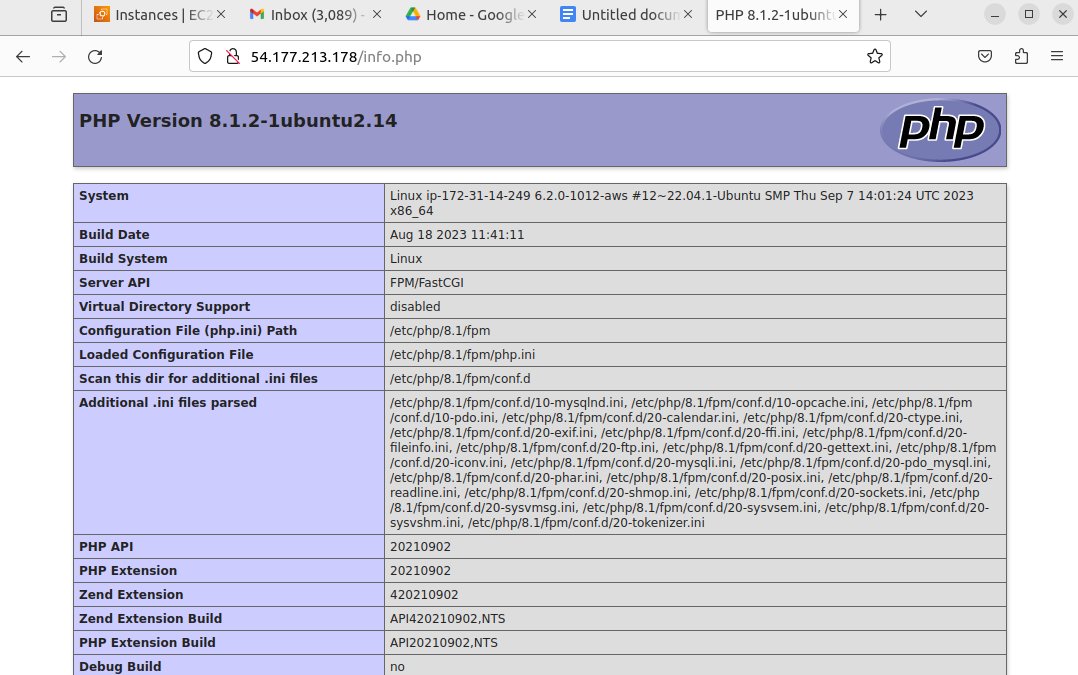 Instances | EC2
Inbox (3,089) -
Home - Google
Untitled docum
PHP 8.1.2-1ubuntu
54.177.213.178/info.php
PHP Version 8.1.2-1ubuntu2.14
php
System
Linux ip-172-31-14-249 6.2.0-1012-aws #12~22.04.1-Ubuntu SMP Thu Sep 7 14:01:24 UTC 2023
x86_64
Build Date
Aug 18 2023 11:41:11
Build System
Linux
Server API
FPM/FastCGI
Virtual Directory Support
disabled
Configuration File (php.ini) Path
/etc/php/8.1/fpm
Loaded Configuration File
/etc/php/8.1/fpm/php.ini
Scan this dir for additional .ini files
/etc/php/8.1/fpm/conf.d
Additional .ini files parsed
/etc/php/8.1/fpm/conf.d/10-mysqlnd.ini, /etc/php/8.1/fpm/conf.d/10-opcache.ini, /etc/php/8.1/fpm
/conf.d/10-pdo.ini, /etc/php/8.1/fpm/conf.d/20-calendar.ini, /etc/php/8.1/fpm/conf.d/20-ctype.ini,
/etc/php/8.1/fpm/conf.d/20-exif.ini, /etc/php/8.1/fpm/conf.d/20-ffi.ini, /etc/php/8.1/fpm/conf.d/20-
fileinfo.ini, /etc/php/8.1/fpm/conf.d/20-ftp.ini, /etc/php/8.1/fpm/conf.d/20-gettext.ini, /etc/php/8.1/fpm
/conf.d/20-iconv.ini, /etc/php/8.1/fpm/conf.d/20-mysqli.ini, /etc/php/8.1/fpm/conf.d/20-pdo_mysql.ini,
/etc/php/8.1/fpm/conf.d/20-phar.ini, /etc/php/8.1/fpm/conf.d/20-posix.ini, /etc/php/8.1/fpm/conf.d/20-
readline.ini, /etc/php/8.1/fpm/conf.d/20-shmop.ini, /etc/php/8.1/fpm/conf.d/20-sockets.ini, /etc/php
/8.1/fpm/conf.d/20-sysvmsg.ini, /etc/php/8.1/fpm/conf.d/20-sysvsem.ini, /etc/php/8.1/fpm/conf.d/20-
sysvshm.ini, /etc/php/8.1/fpm/conf.d/20-tokenizer.ini
PHP API
20210902
PHP Extension
20210902
Zend Extension
420210902
Zend Extension Build
API420210902,NTS
PHP Extension Build
API20210902,NTS
Debug Build
no